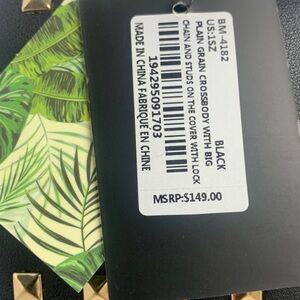 BM-4182
US:1SZ
BLACK
PLAIN GRAIN CROSSBODY WITH BIG
CHAIN AND STUDS ON THE COVER WITH LOCK
194295091703
MADE IN CHINA FABRIQUÉ EN CHINE
MSRP:$149.00